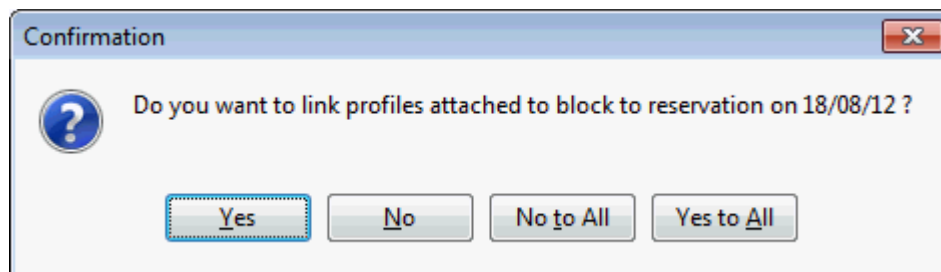 Confirmation
Do you want to link profiles attached to block to reservation on 18/08/12 ?
Yes No No to All Yes to All